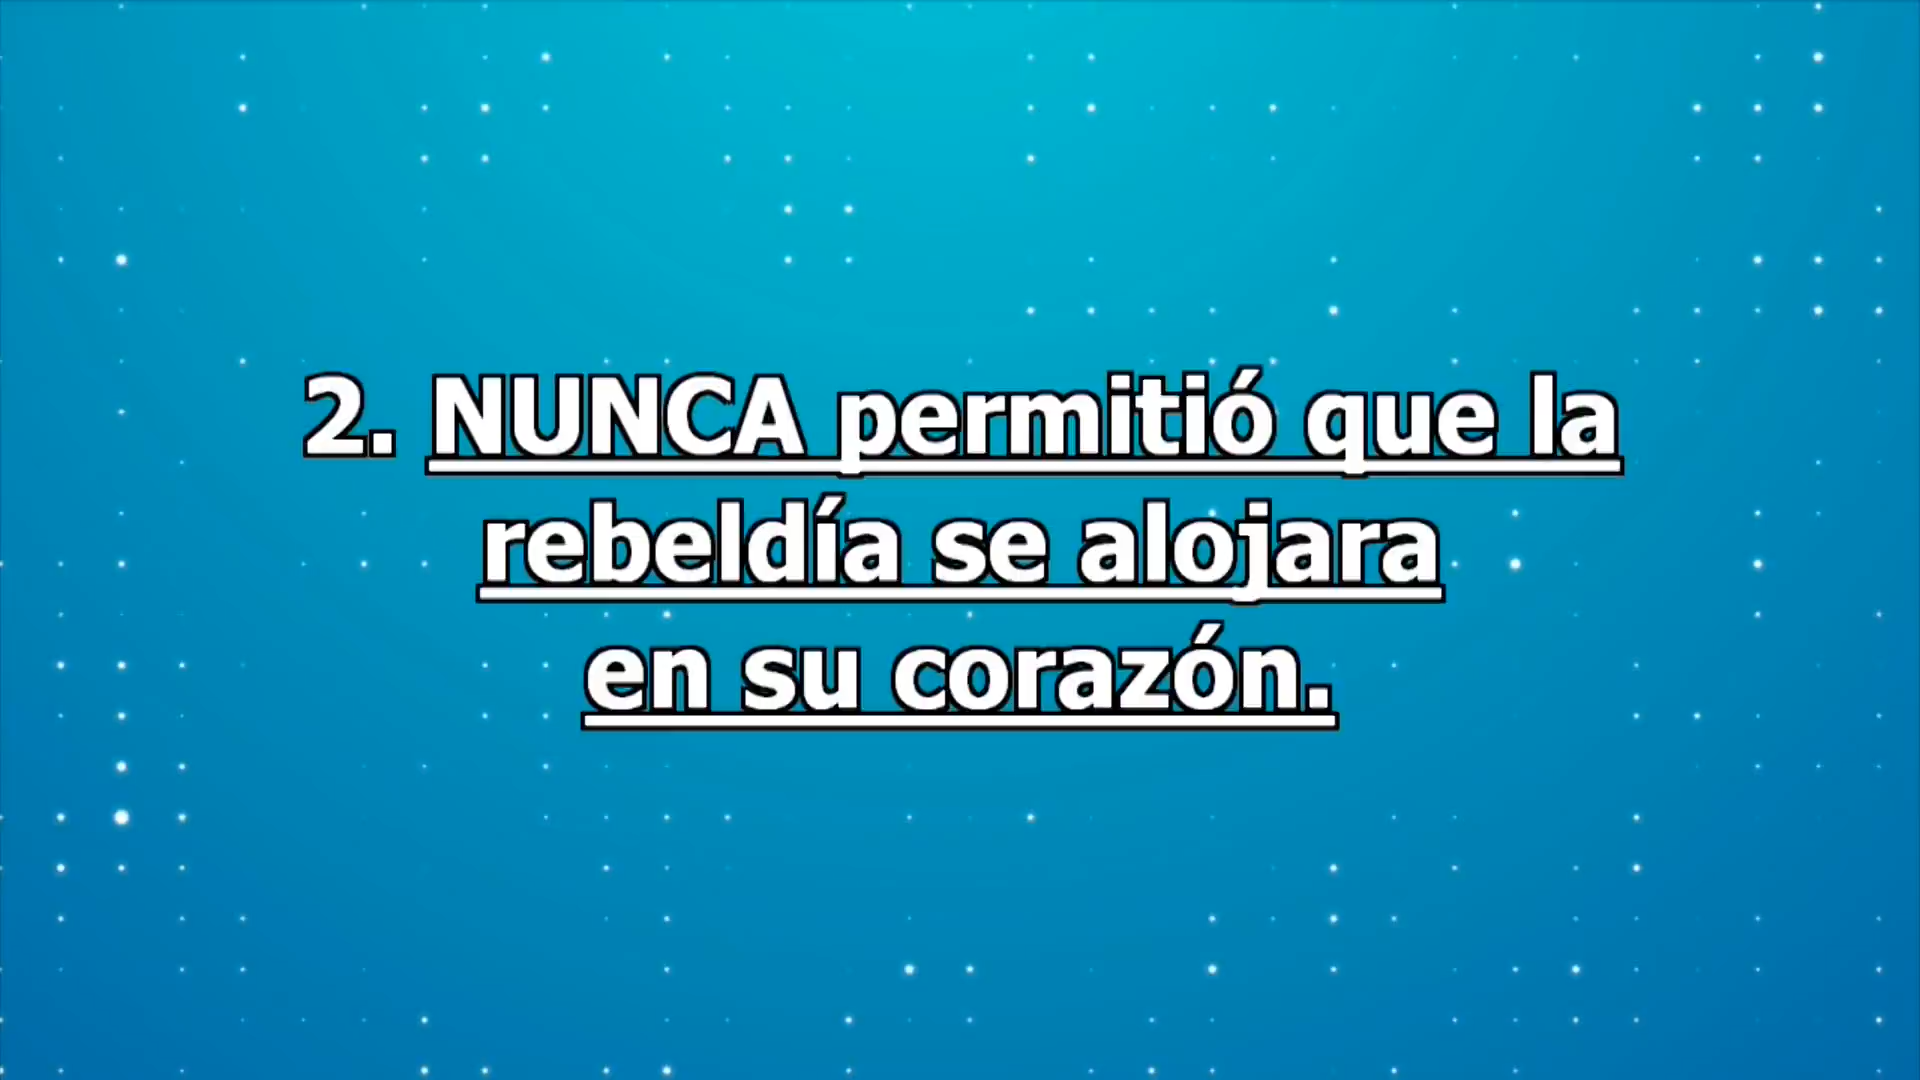 2. NUNCA permitió que la
rebeldía se alojara
en su corazón.